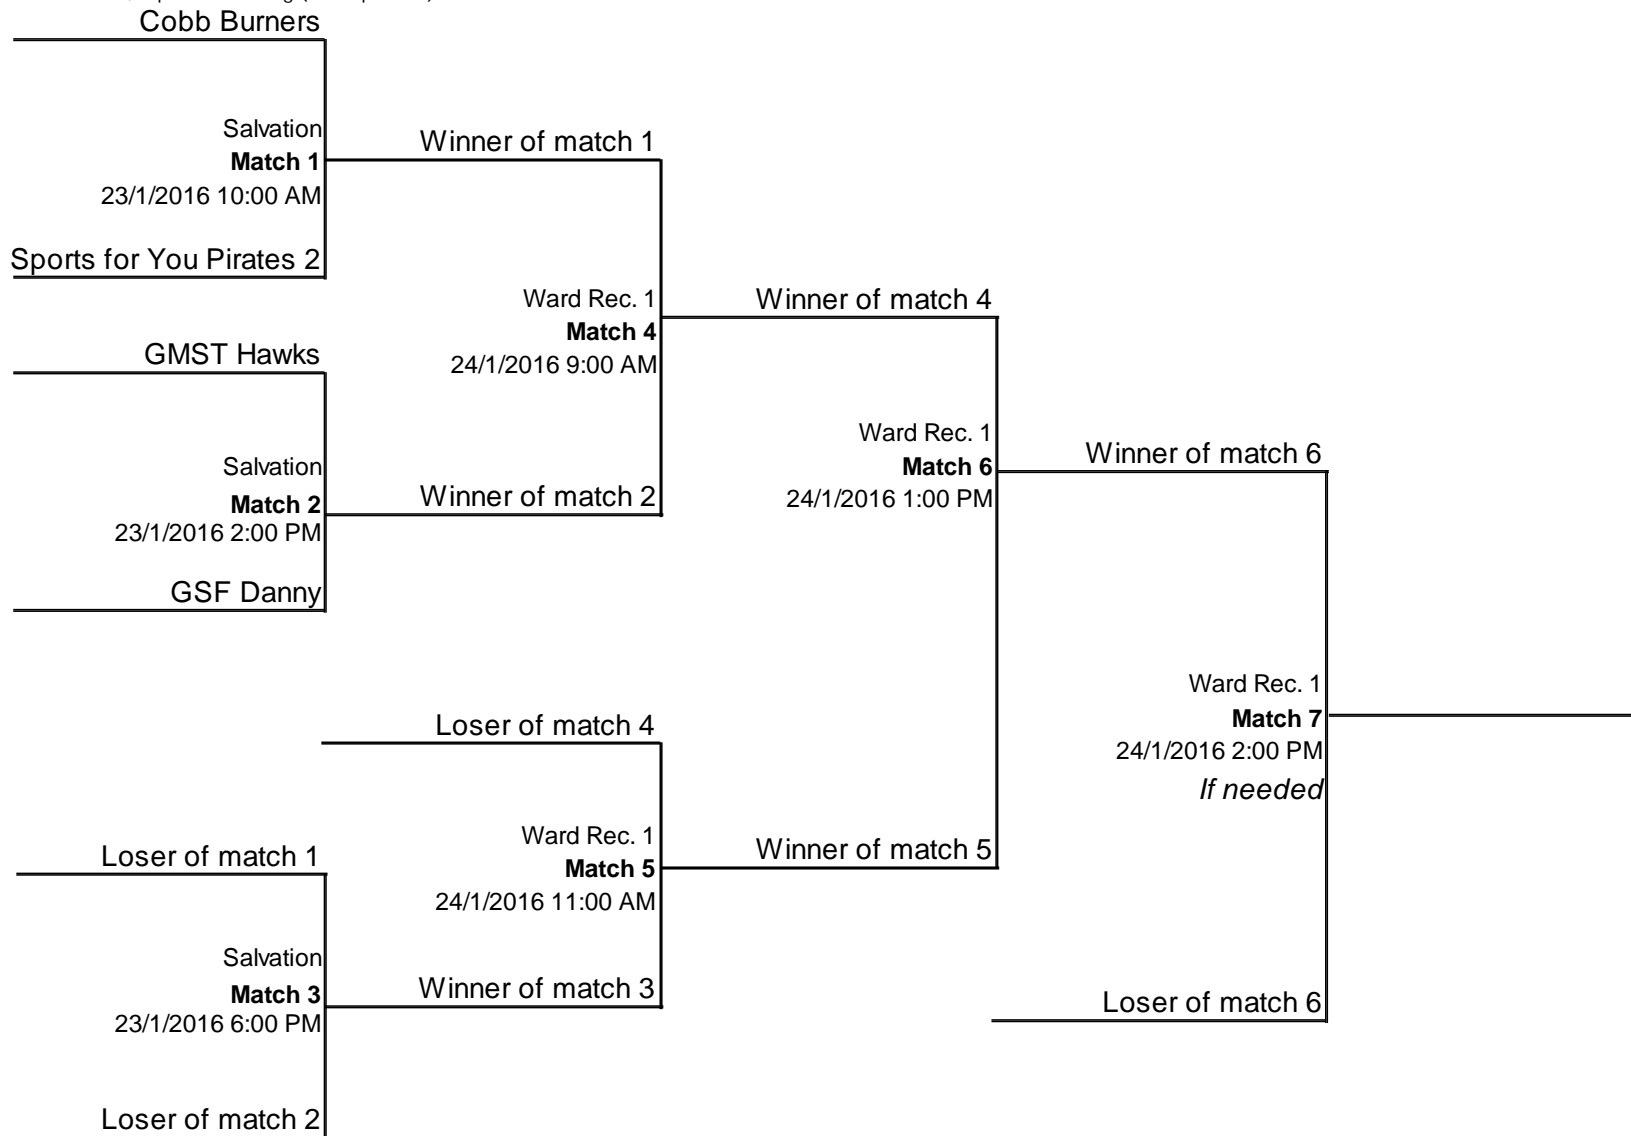 Cobb Burners
Salvation
Match 1
23/1/2016 10:00 AM
Sports for You Pirates 2
GMST Hawks
Salvation
Match 2
23/1/2016 2:00 PM
GSF Danny
Loser of match 1
Salvation
Match 3
23/1/2016 6:00 PM
Loser of match 2
Winner of match 1
Ward Rec. 1
Match 4
24/1/2016 9:00 AM
Winner of match 2
Loser of match 4
Ward Rec. 1
Match 5
24/1/2016 11:00 AM
Winner of match 3
Winner of match 4
Ward Rec. 1
Match 6
24/1/2016 1:00 PM
Winner of match 5
Winner of match 6
Ward Rec. 1
Match 7
24/1/2016 2:00 PM
If needed
Loser of match 6